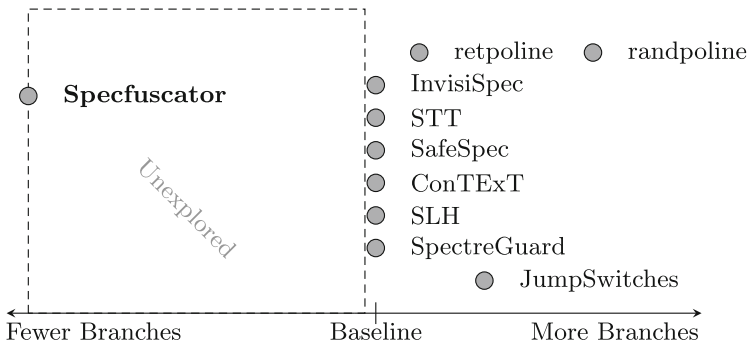 retpoline randpoline
InvisiSpec
Specfuscator
STT
SafeSpec
ConTExT
Unexplored
SLH
SpectreGuard
JumpSwitches
Fewer Branches Baseline More Branches